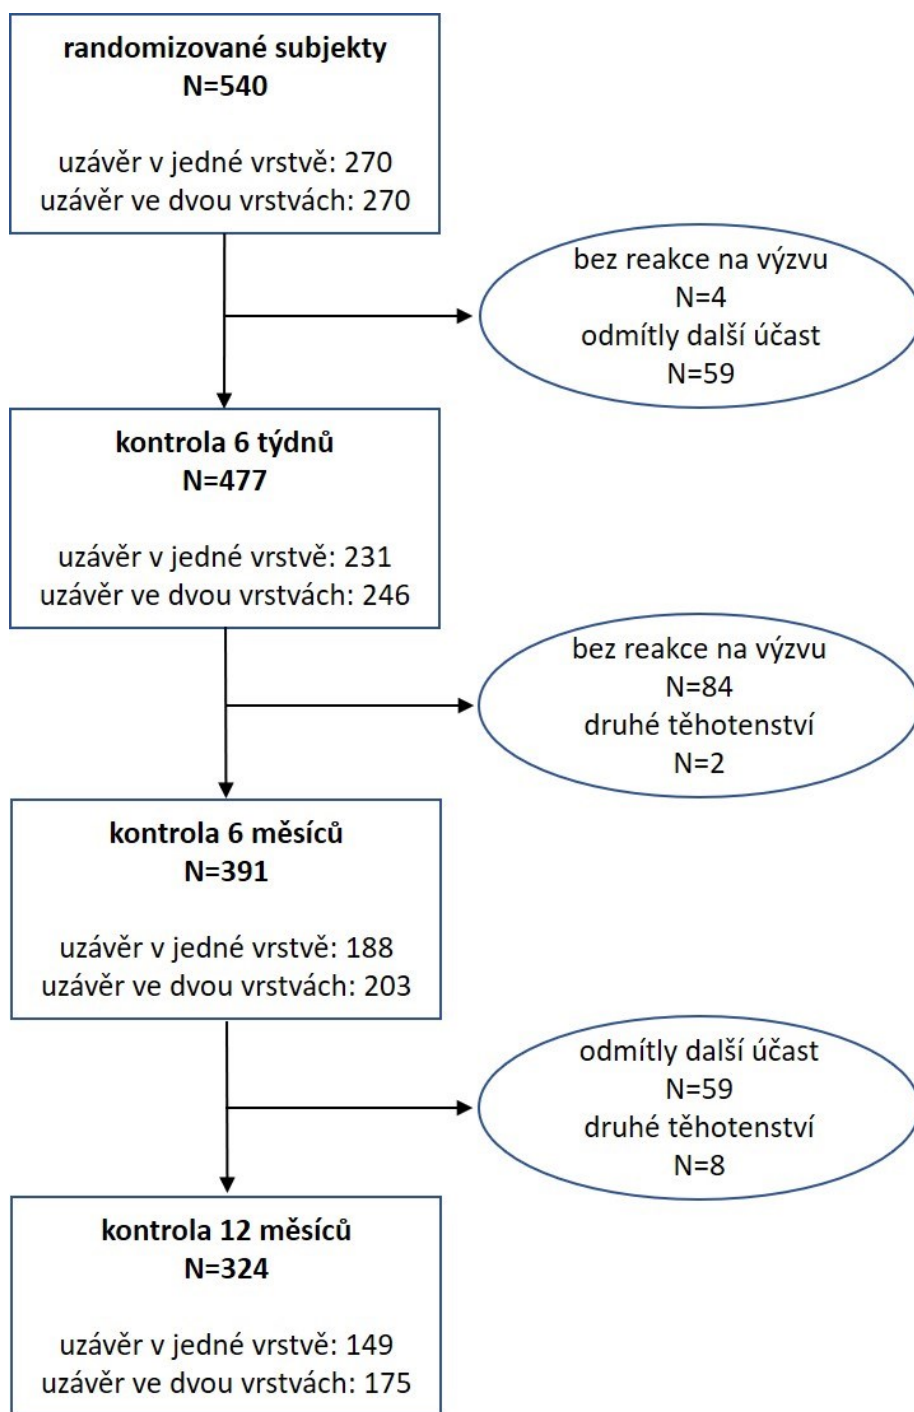 randomizované subjekty
N=540
uzávěr v jedné vrstvě: 270
uzávěr ve dvou vrstvách: 270
bez reakce na výzvu
N=4
odmítly další účast
N=59
kontrola 6 týdnů
N=477
uzávěr v jedné vrstvě: 231
uzávěr ve dvou vrstvách: 246
bez reakce na výzvu
N=84
druhé těhotenství
N=2
kontrola 6 měsíců
N=391
uzávěr v jedné vrstvě: 188
uzávěr ve dvou vrstvách: 203
odmítly další účast
N=59
druhé těhotenství
N=8
kontrola 12 měsíců
N=324
uzávěr v jedné vrstvě: 149
uzávěr ve dvou vrstvách: 175